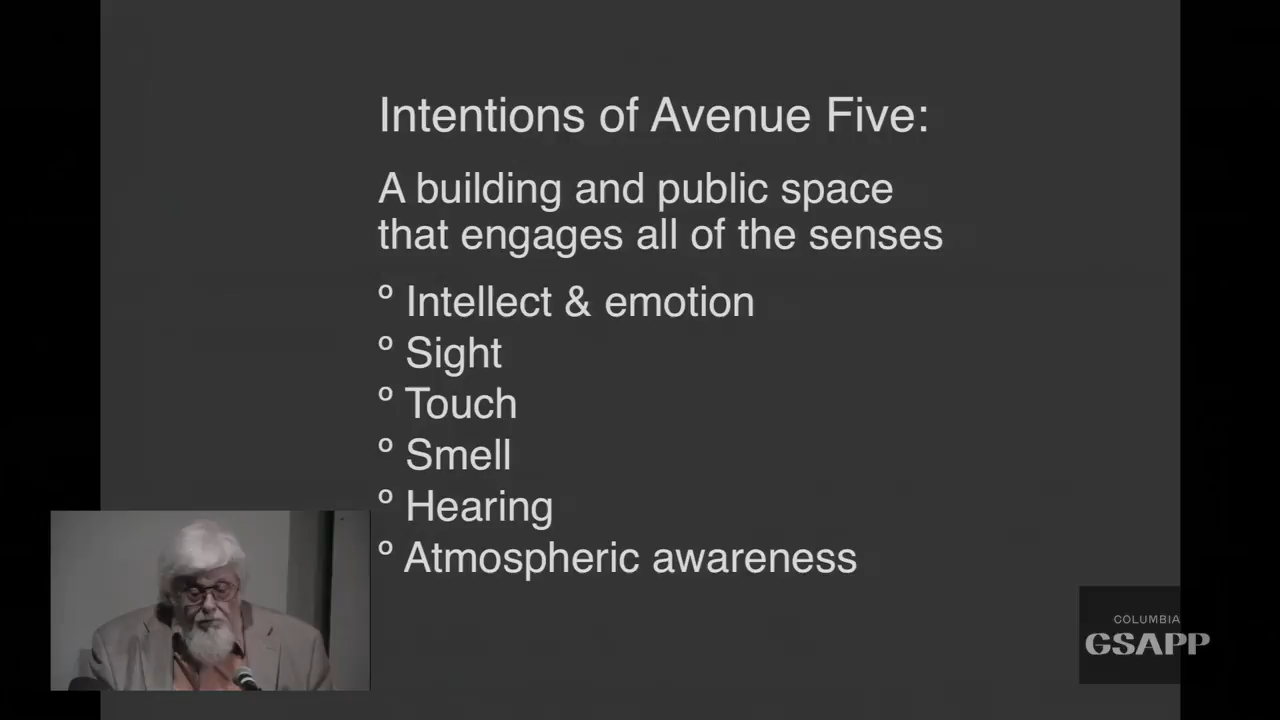 Intentions of Avenue Five:
A building and public space
that engages all of the senses
º Intellect & emotion
º Sight
º Touch
º Smell
º Hearing
º Atmospheric awareness
COLUMBIA
GSAPP